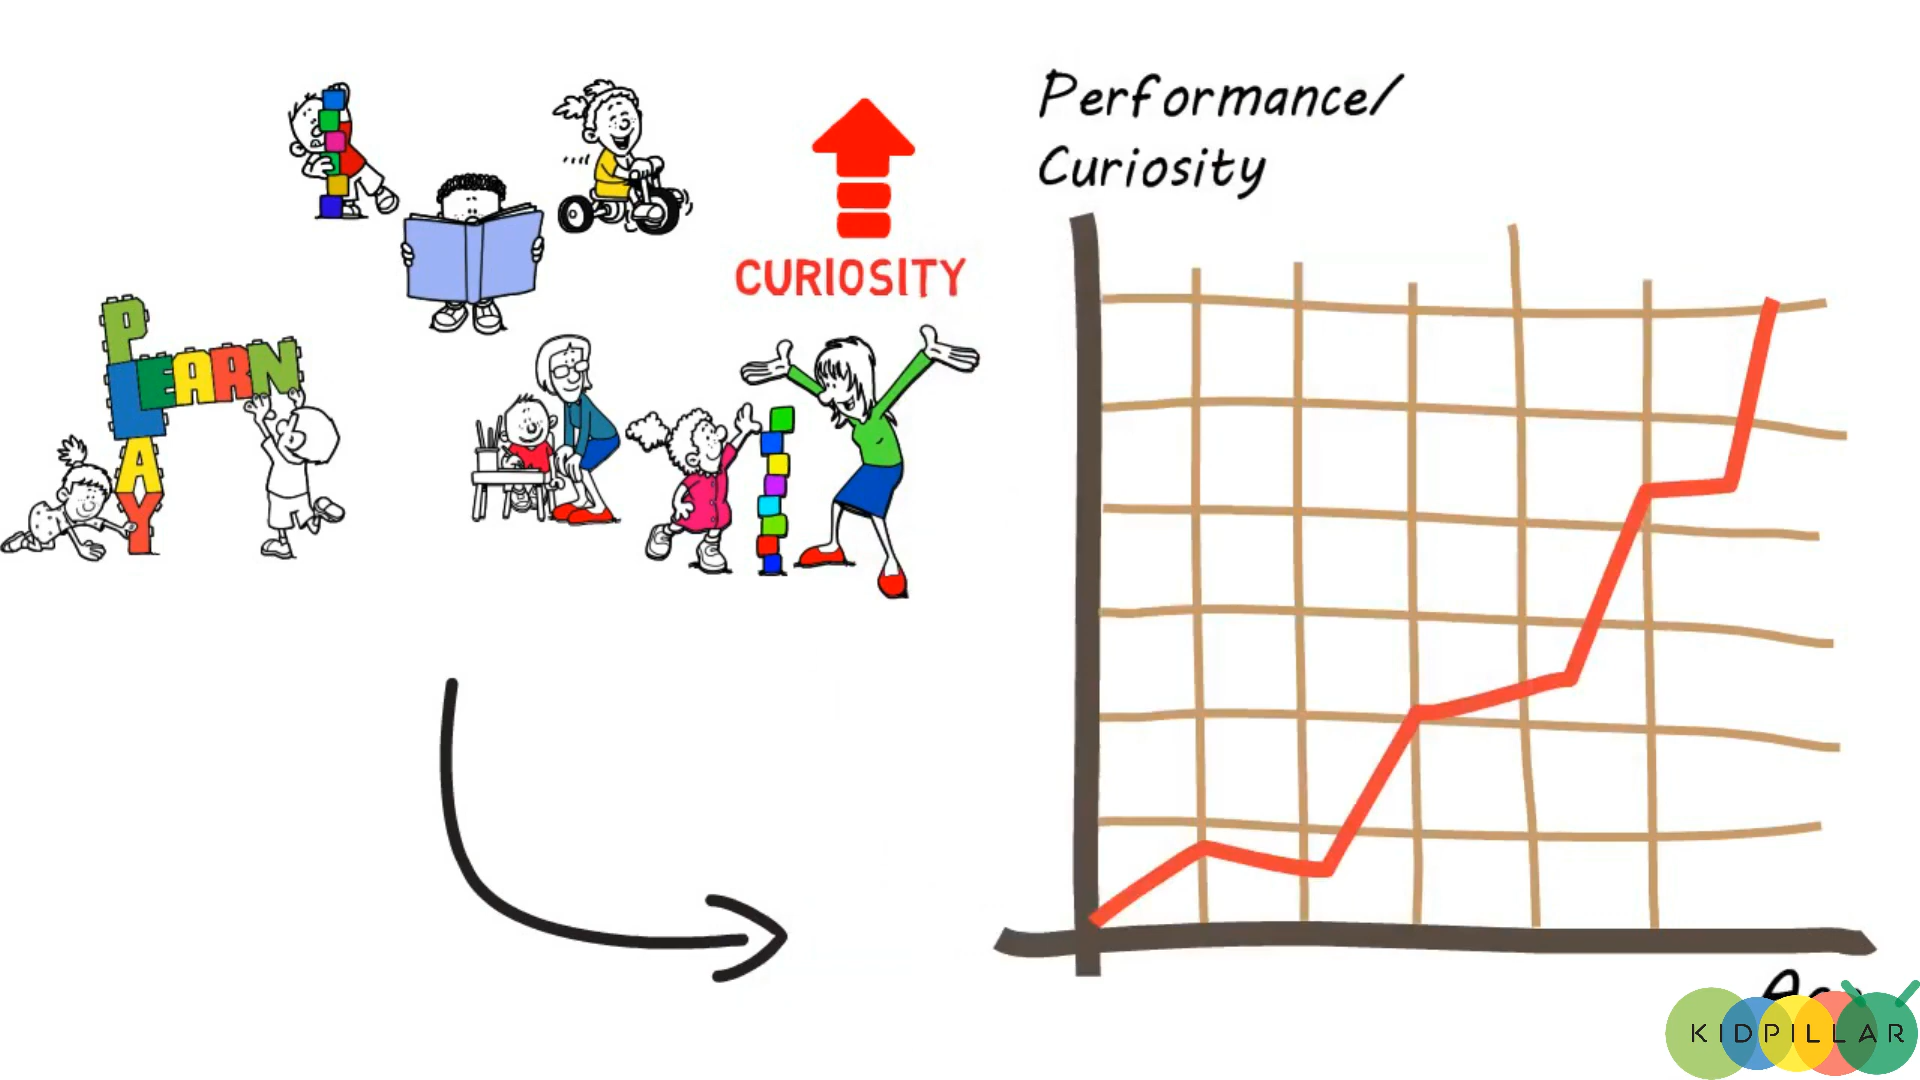 PLAY
LEARN
CURIOSITY
Performance/
Curiosity
KIDPILLAR